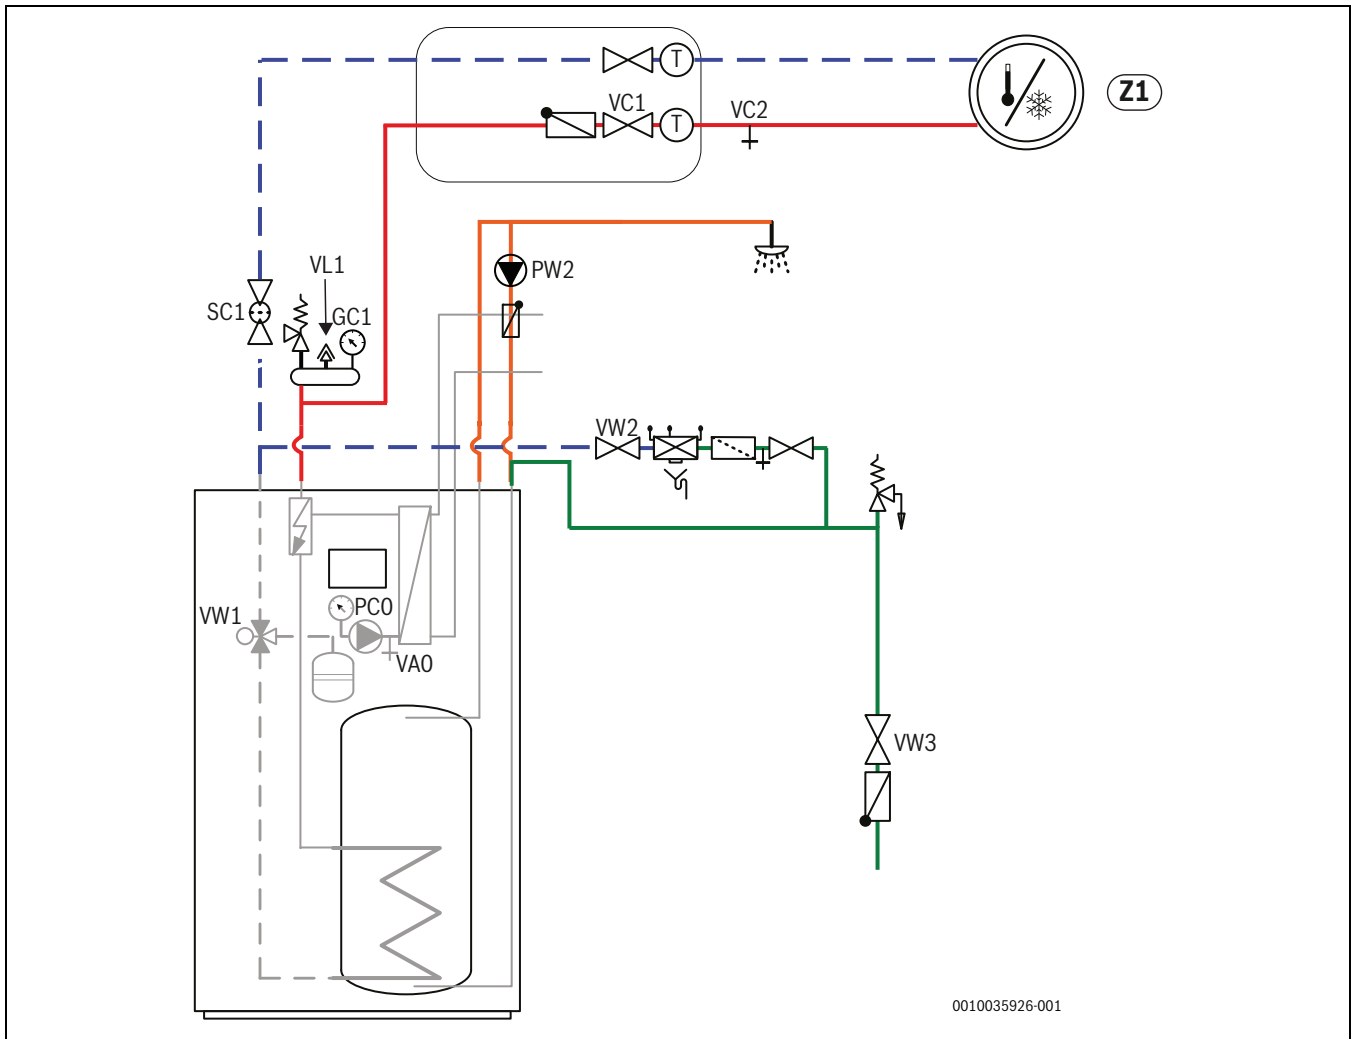 T
VC1
T
VC2
Z1
VL1
SC1
GC1
PW2
VW2
PC0
VW1
VA0
VW3
0010035926-001